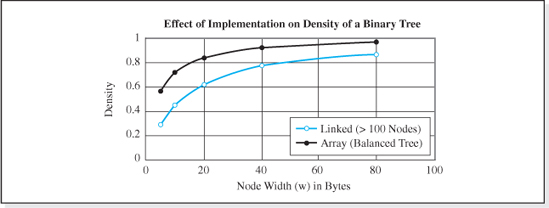 Effect of Implementation on Density of a Binary Tree
1
0.8
0.6
0.4
0.2
0
Density
Linked (> 100 Nodes)
Array (Balanced Tree)
0 20 40 60 80 100
Node Width (w) in Bytes